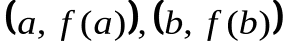 (a, f(a)), (b, f(b))